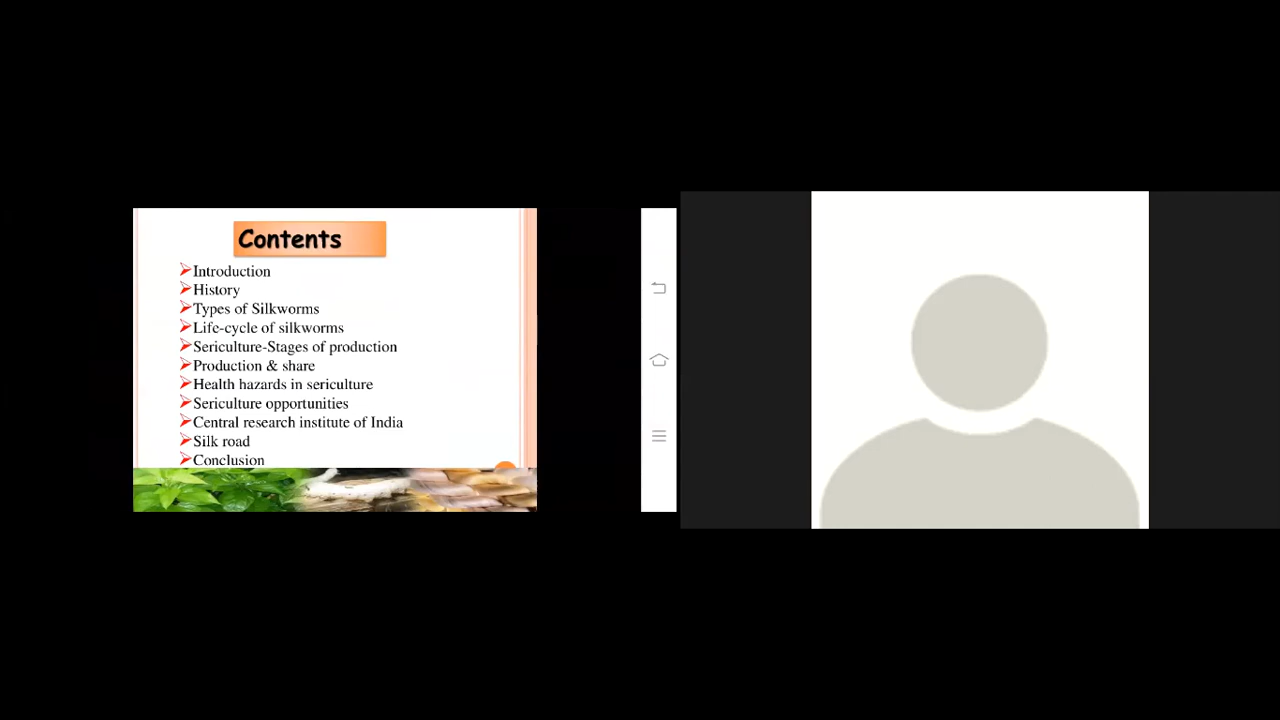 Contents
Introduction
History
Types of Silkworms
Life-cycle of silkworms
Sericulture-Stages of production
Production & share
Health hazards in sericulture
Sericulture opportunities
Central research institute of India
Silk road
Conclusion